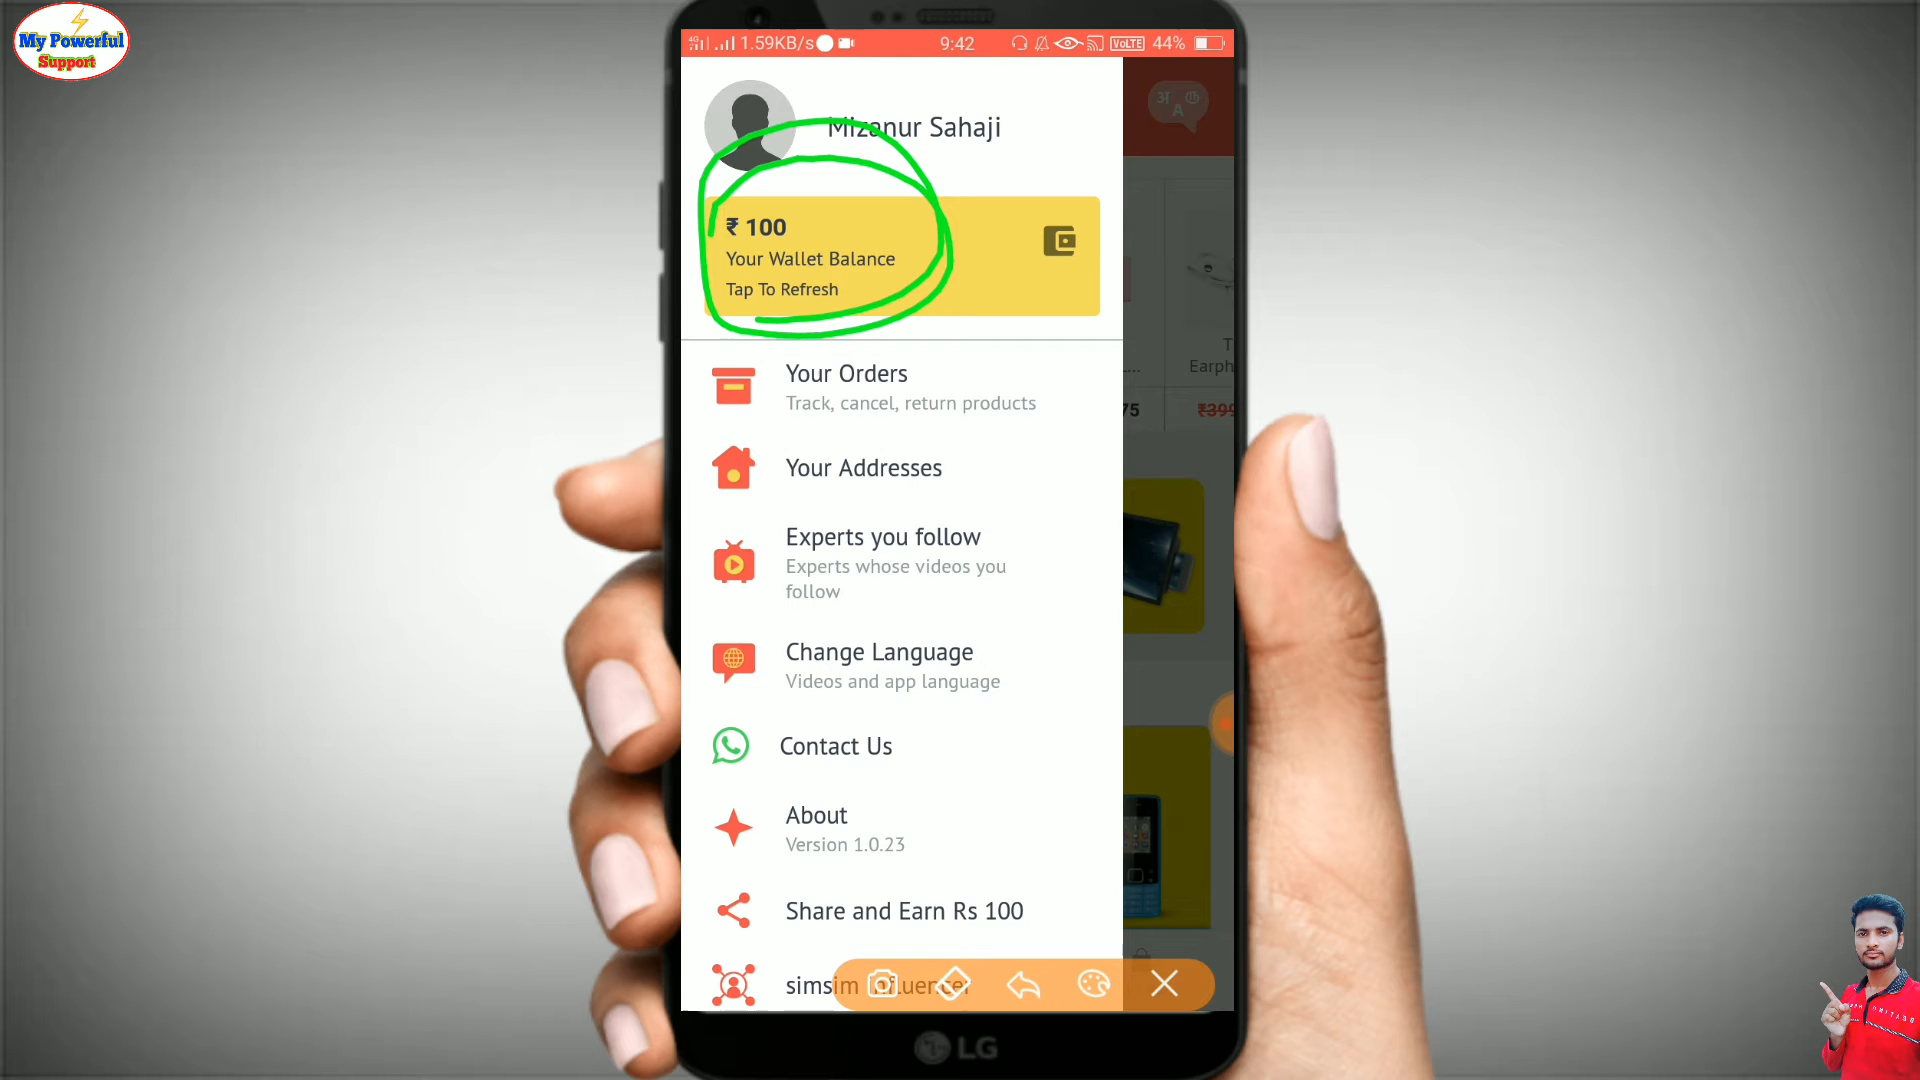 My Powerful
Support
4G
1.59KB/s
9:42
VoLTE
44%
Mizanur Sahaji
अ
A
₹ 100
Your Wallet Balance
Tap To Refresh
T
Earph
Your Orders
Track, cancel, return products
75
₹399
Your Addresses
Experts you follow
Experts whose videos you
follow
Change Language
Videos and app language
Contact Us
About
Version 1.0.23
Share and Earn Rs 100
simsim influencer
LG